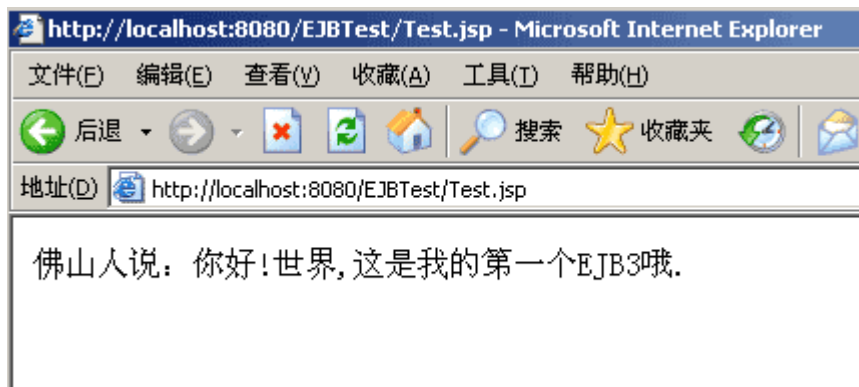 http://localhost:8080/EJBTest/Test.jsp - Microsoft Internet Explorer
文件(F) 编辑(E) 查看(V) 收藏(A) 工具(T) 帮助(H)
后退 搜索 收藏夹
地址(D) http://localhost:8080/EJBTest/Test.jsp
佛山人说：你好!世界,这是我的第一个EJB3哦.